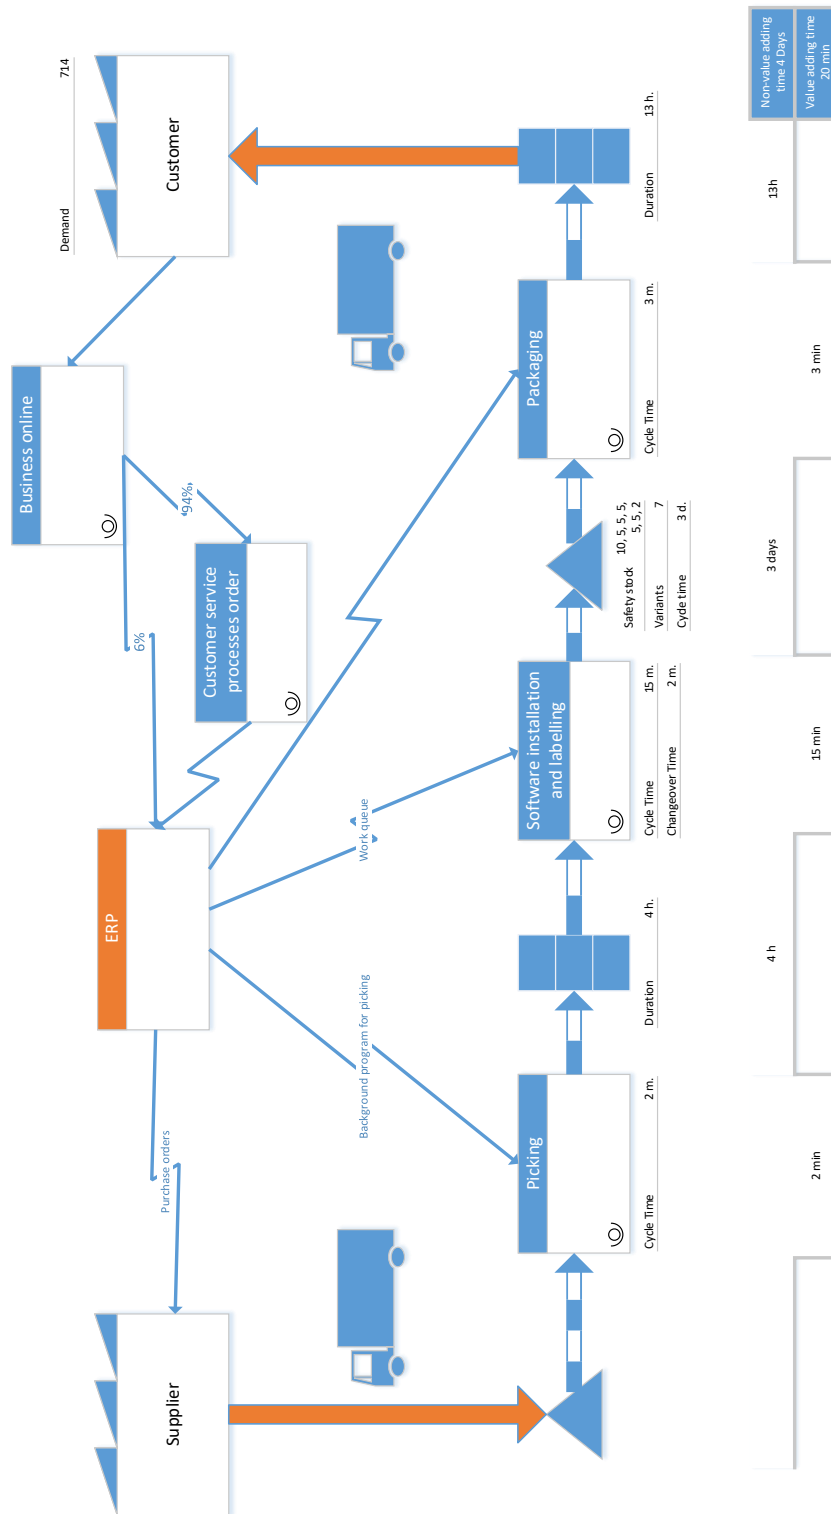 Supplier
Purchase orders
ERP
6%
94%
Business online
Customer service
processes order
Demand
714
Customer
Background program for picking
Work queue
Picking
Cycle Time
2 m.
Duration
4 h.
Software installation
and labelling
Cycle Time
15 m.
Changeover Time
2 m.
Safety stock
10, 5, 5, 5,
5, 5, 2
Variants
7
Cycle time
3 d.
Packaging
Cycle Time
3 m.
Duration
13 h.
2 min
4 h
15 min
3 days
3 min
13h
Non-value adding
time 4 Days
Value adding time
20 min